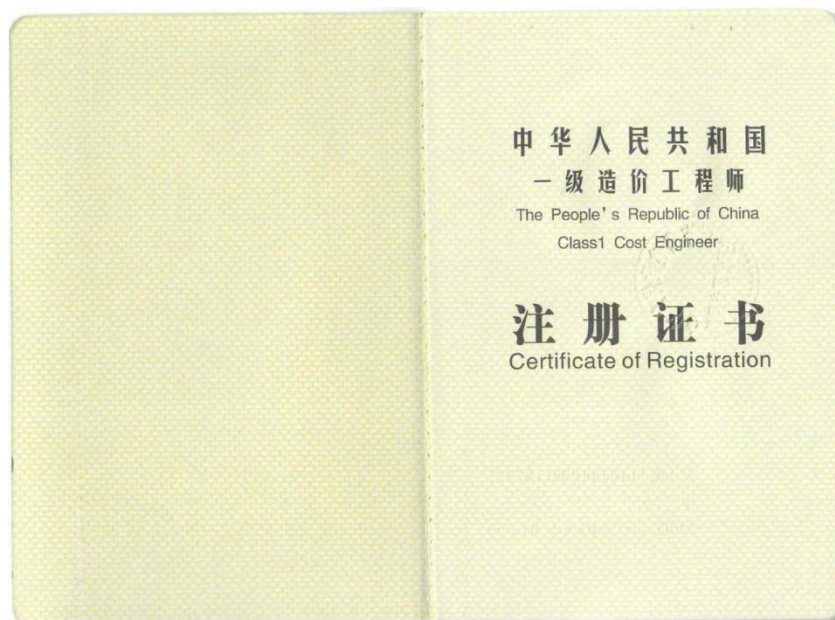 中华人民共和国
一级造价工程师
The People's Republic of China
Class1 Cost Engineer
注册证书
Certificate of Registration